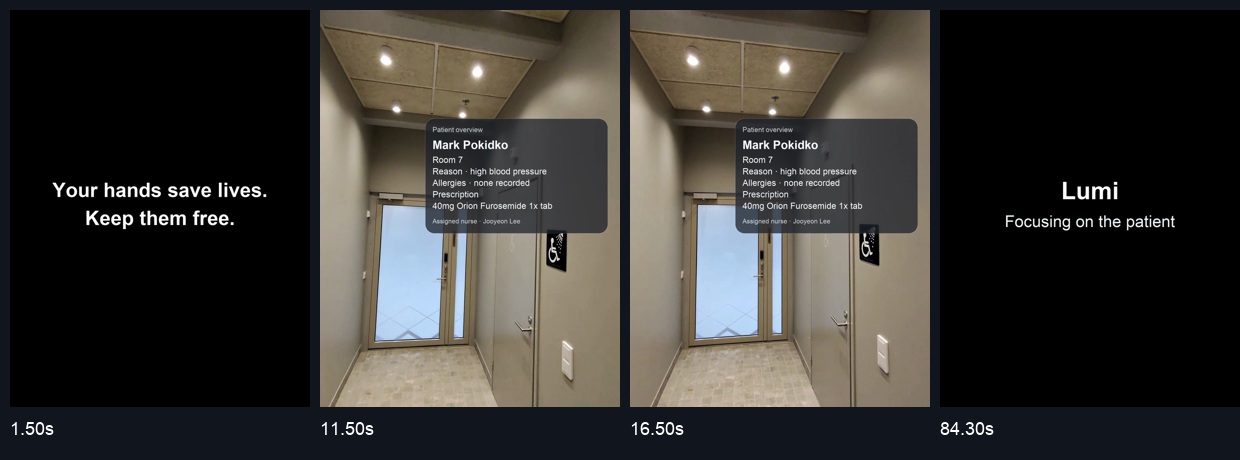 Your hands save lives.
Keep them free.
1.50s
Patient overview
Mark Pokidko
Room 7
Reason · high blood pressure
Allergies · none recorded
Prescription
40mg Orion Furosemide 1x tab
Assigned nurse · Jooyeon Lee
11.50s
Patient overview
Mark Pokidko
Room 7
Reason · high blood pressure
Allergies · none recorded
Prescription
40mg Orion Furosemide 1x tab
Assigned nurse · Jooyeon Lee
16.50s
Lumi
Focusing on the patient
84.30s